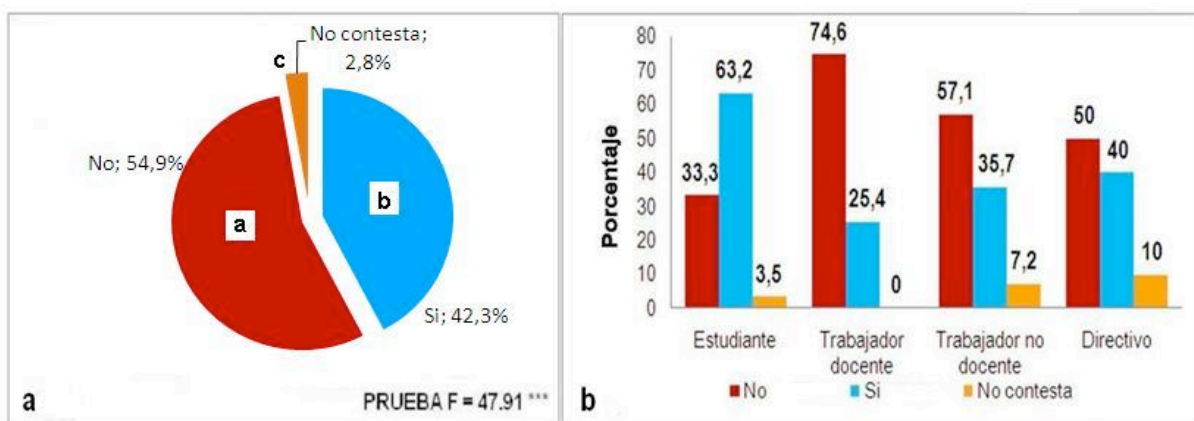 No contesta;
2,8%
c
No; 54,9%
a
b
Si; 42,3%
a
PRUEBA F = 47.91 ***
Porcentaje
80
70
60
50
40
30
20
10
0
33,3
63,2
3,5
74,6
25,4
0
57,1
35,7
7,2
50
40
10
Estudiante
Trabajador
docente
Trabajador no
docente
Directivo
No
Si
No contesta
b